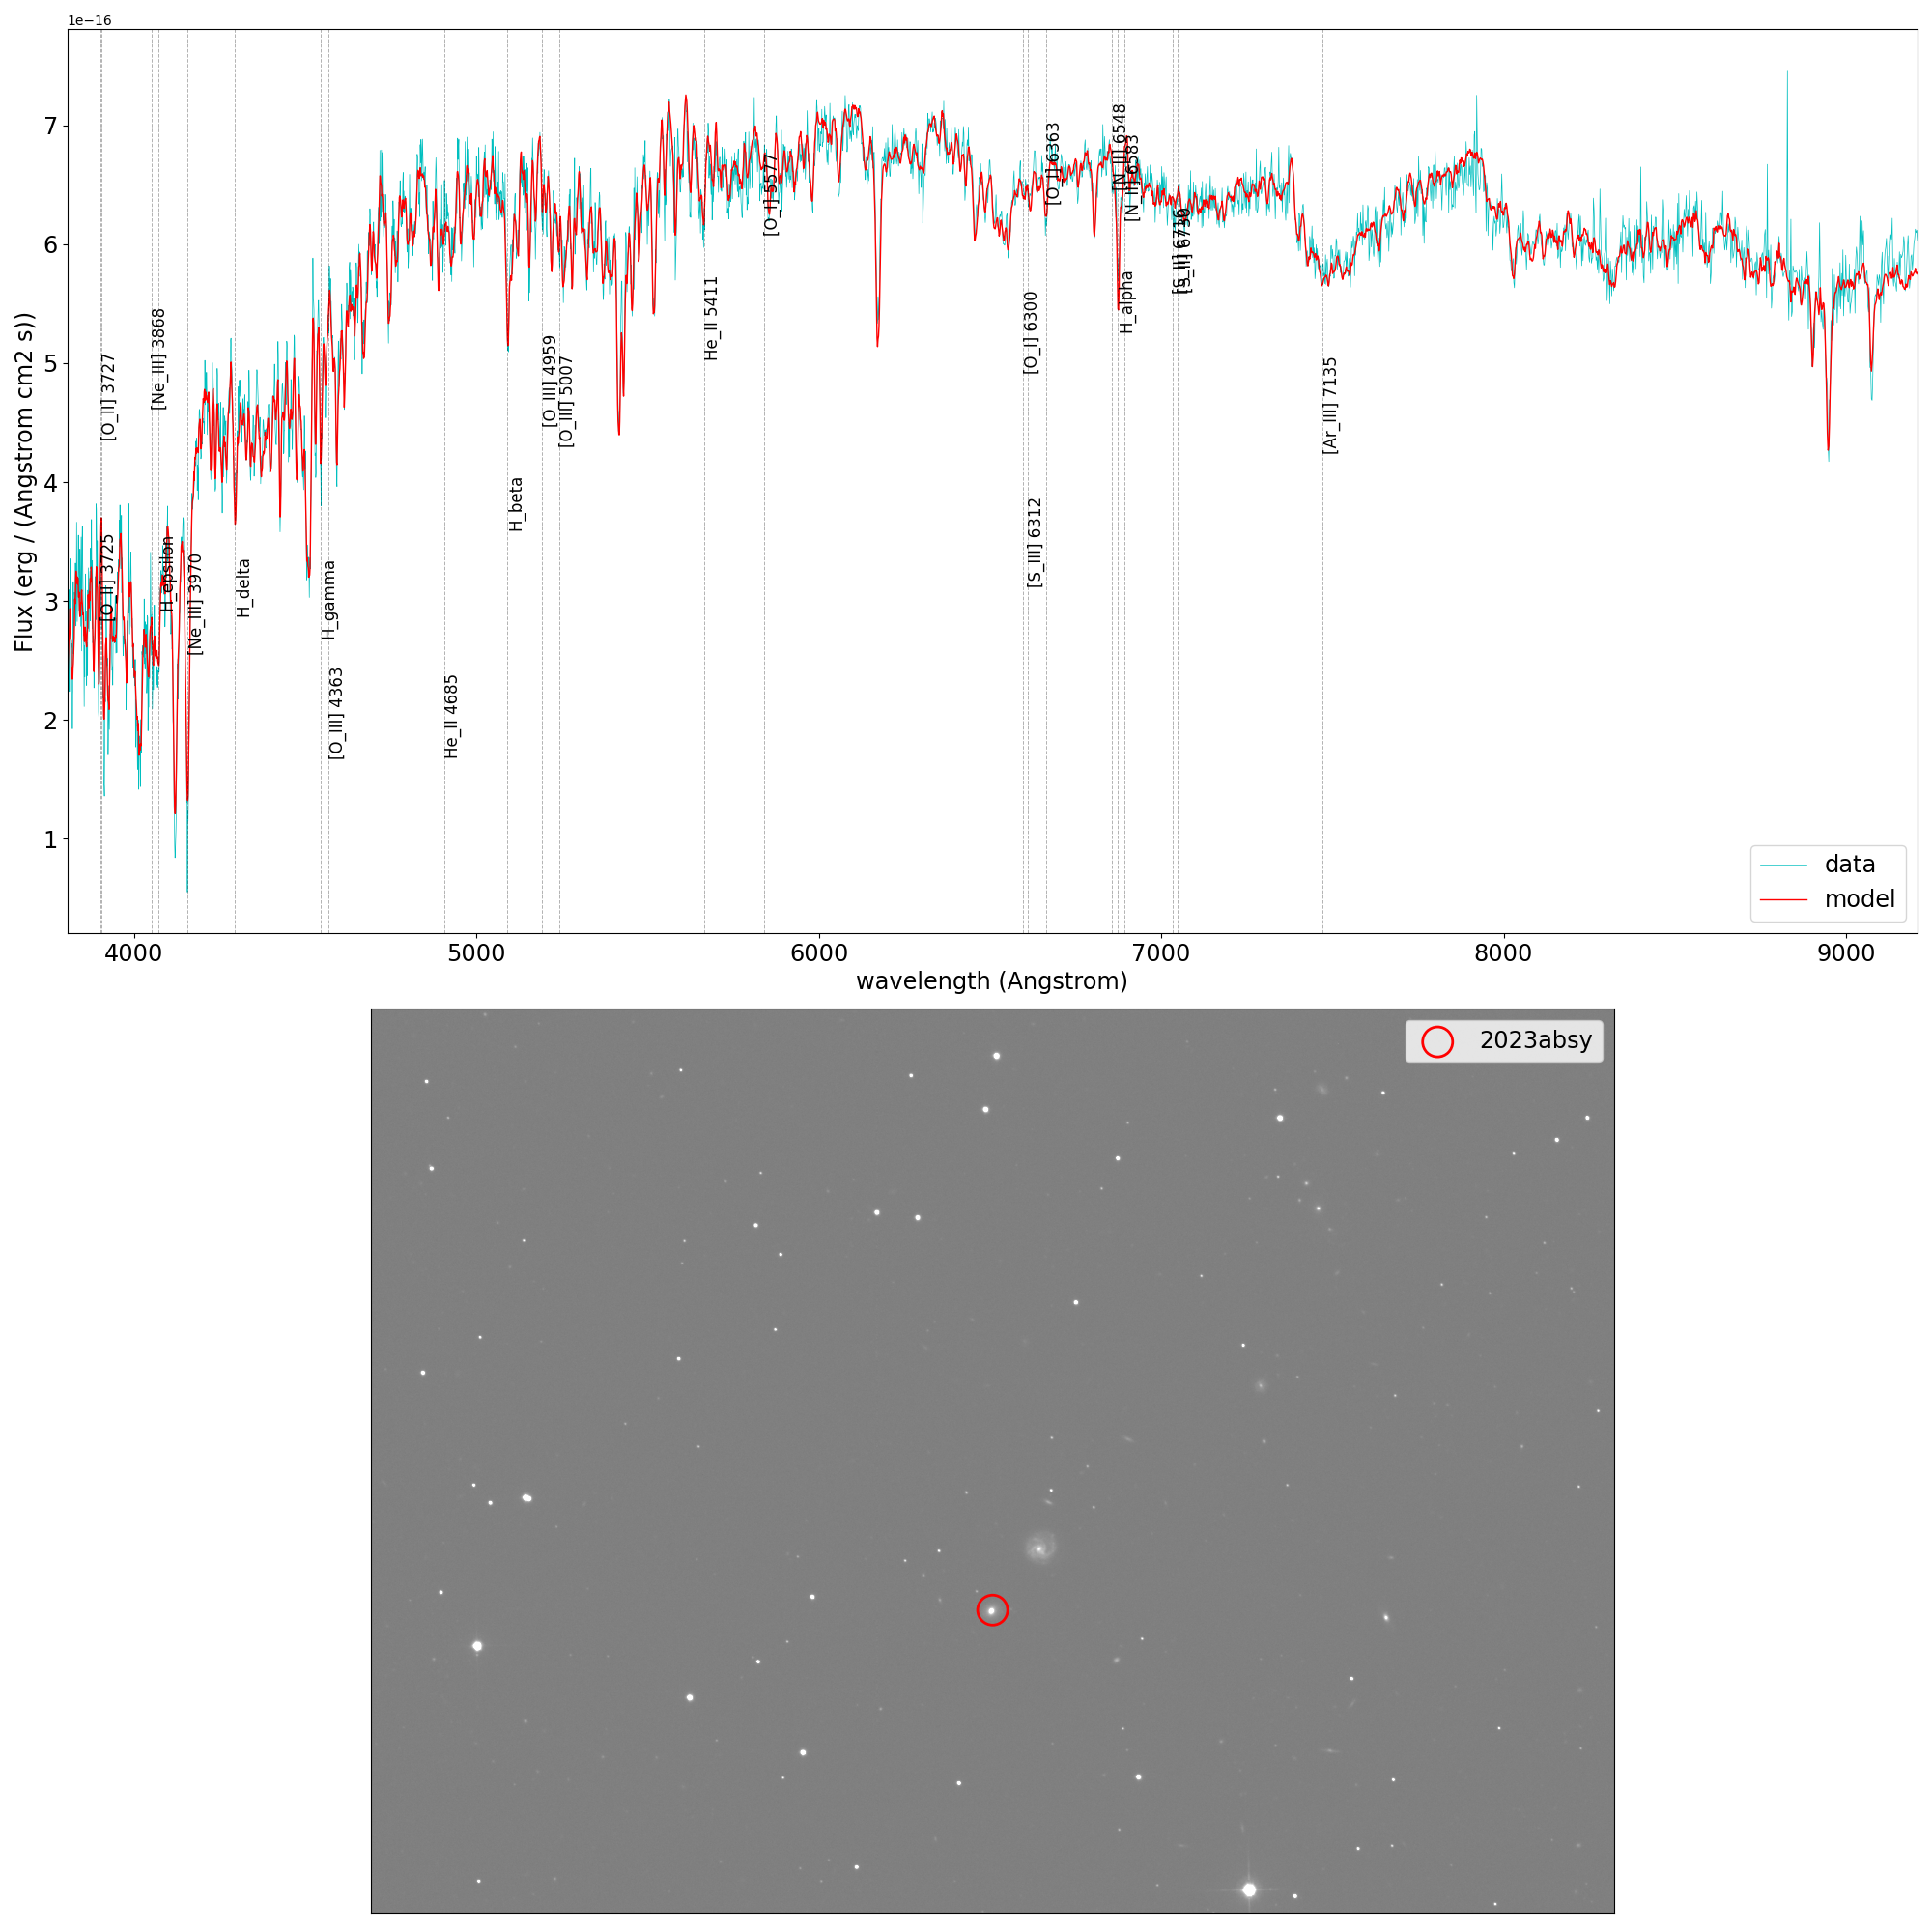 1e−16
Flux (erg / (Angstrom cm2 s))
7
6
5
4
3
2
1
[O_II] 3727
[O_II] 3725
[Ne_III] 3868
H_epsilon
[Ne_III] 3970
H_delta
H_gamma
[O_III] 4363
He_II 4685
H_beta
[O_III] 4959
[O_III] 5007
He_II 5411
[O_I] 5577
[O_I] 6300
[S_III] 6312
[O_I] 6363
[N_II] 6548
H_alpha
[N_II] 6583
[S_II] 6716
[S_II] 6730
[Ar_III] 7135
data
model
4000 5000 6000 7000 8000 9000
wavelength (Angstrom)
2023absy